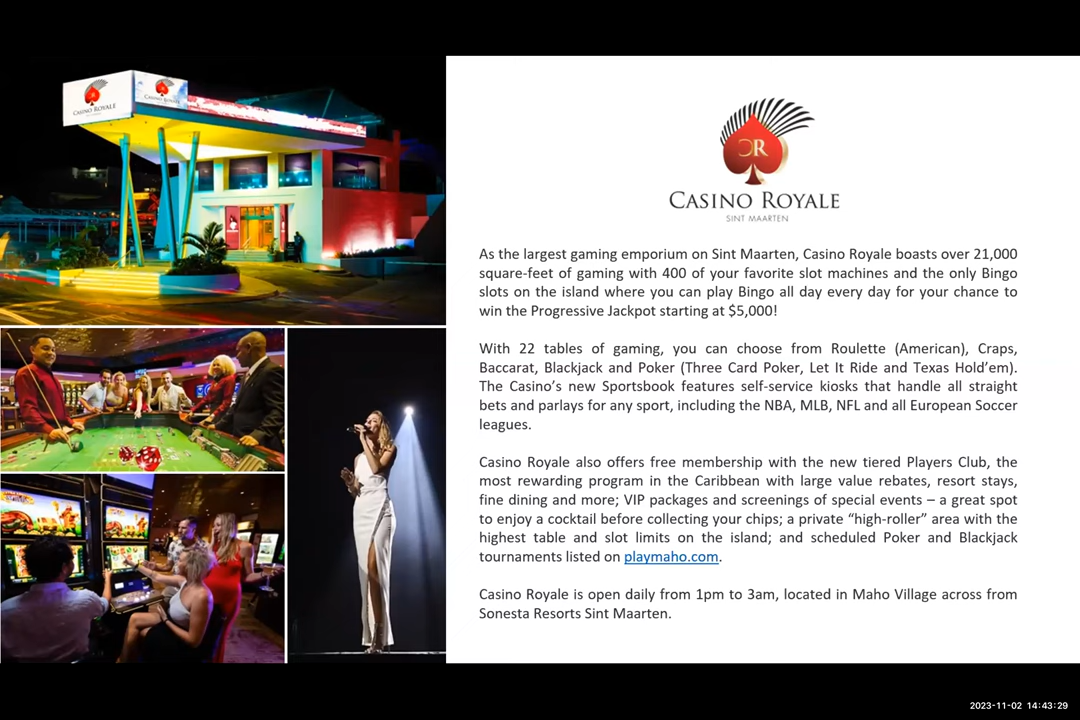 CASINO ROYALE
CASINO ROYALE
CR
CASINO ROYALE
SINT MAARTEN
As the largest gaming emporium on Sint Maarten, Casino Royale boasts over 21,000
square-feet of gaming with 400 of your favorite slot machines and the only Bingo
slots on the island where you can play Bingo all day every day for your chance to
win the Progressive Jackpot starting at $5,000!
With 22 tables of gaming, you can choose from Roulette (American), Craps,
Baccarat, Blackjack and Poker (Three Card Poker, Let It Ride and Texas Hold’em).
The Casino’s new Sportsbook features self-service kiosks that handle all straight
bets and parlays for any sport, including the NBA, MLB, NFL and all European Soccer
leagues.
Casino Royale also offers free membership with the new tiered Players Club, the
most rewarding program in the Caribbean with large value rebates, resort stays,
fine dining and more; VIP packages and screenings of special events – a great spot
to enjoy a cocktail before collecting your chips; a private “high-roller” area with the
highest table and slot limits on the island; and scheduled Poker and Blackjack
tournaments listed on playmaho.com.
Casino Royale is open daily from 1pm to 3am, located in Maho Village across from
Sonesta Resorts Sint Maarten.
2023-11-02 14:43:29